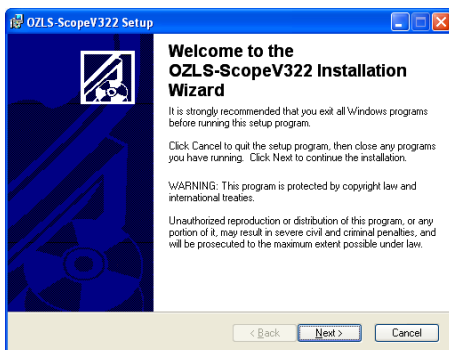 OZLS-ScopeV322 Setup
Welcome to the
OZLS-ScopeV322 Installation
Wizard
It is strongly recommended that you exit all Windows programs
before running this setup program.
Click Cancel to quit the setup program, then close any programs
you have running. Click Next to continue the installation.
WARNING: This program is protected by copyright law and
international treaties.
Unauthorized reproduction or distribution of this program, or any
portion of it, may result in severe civil and criminal penalties, and
will be prosecuted to the maximum extent possible under law.
< Back Next > Cancel